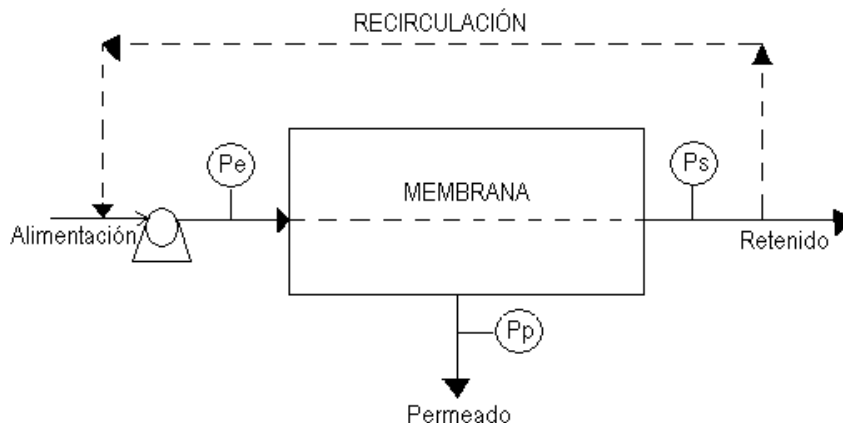 RECIRCULACIÓN
Pe
Ps
MEMBRANA
Alimentación
Retenido
Pp
Permeado